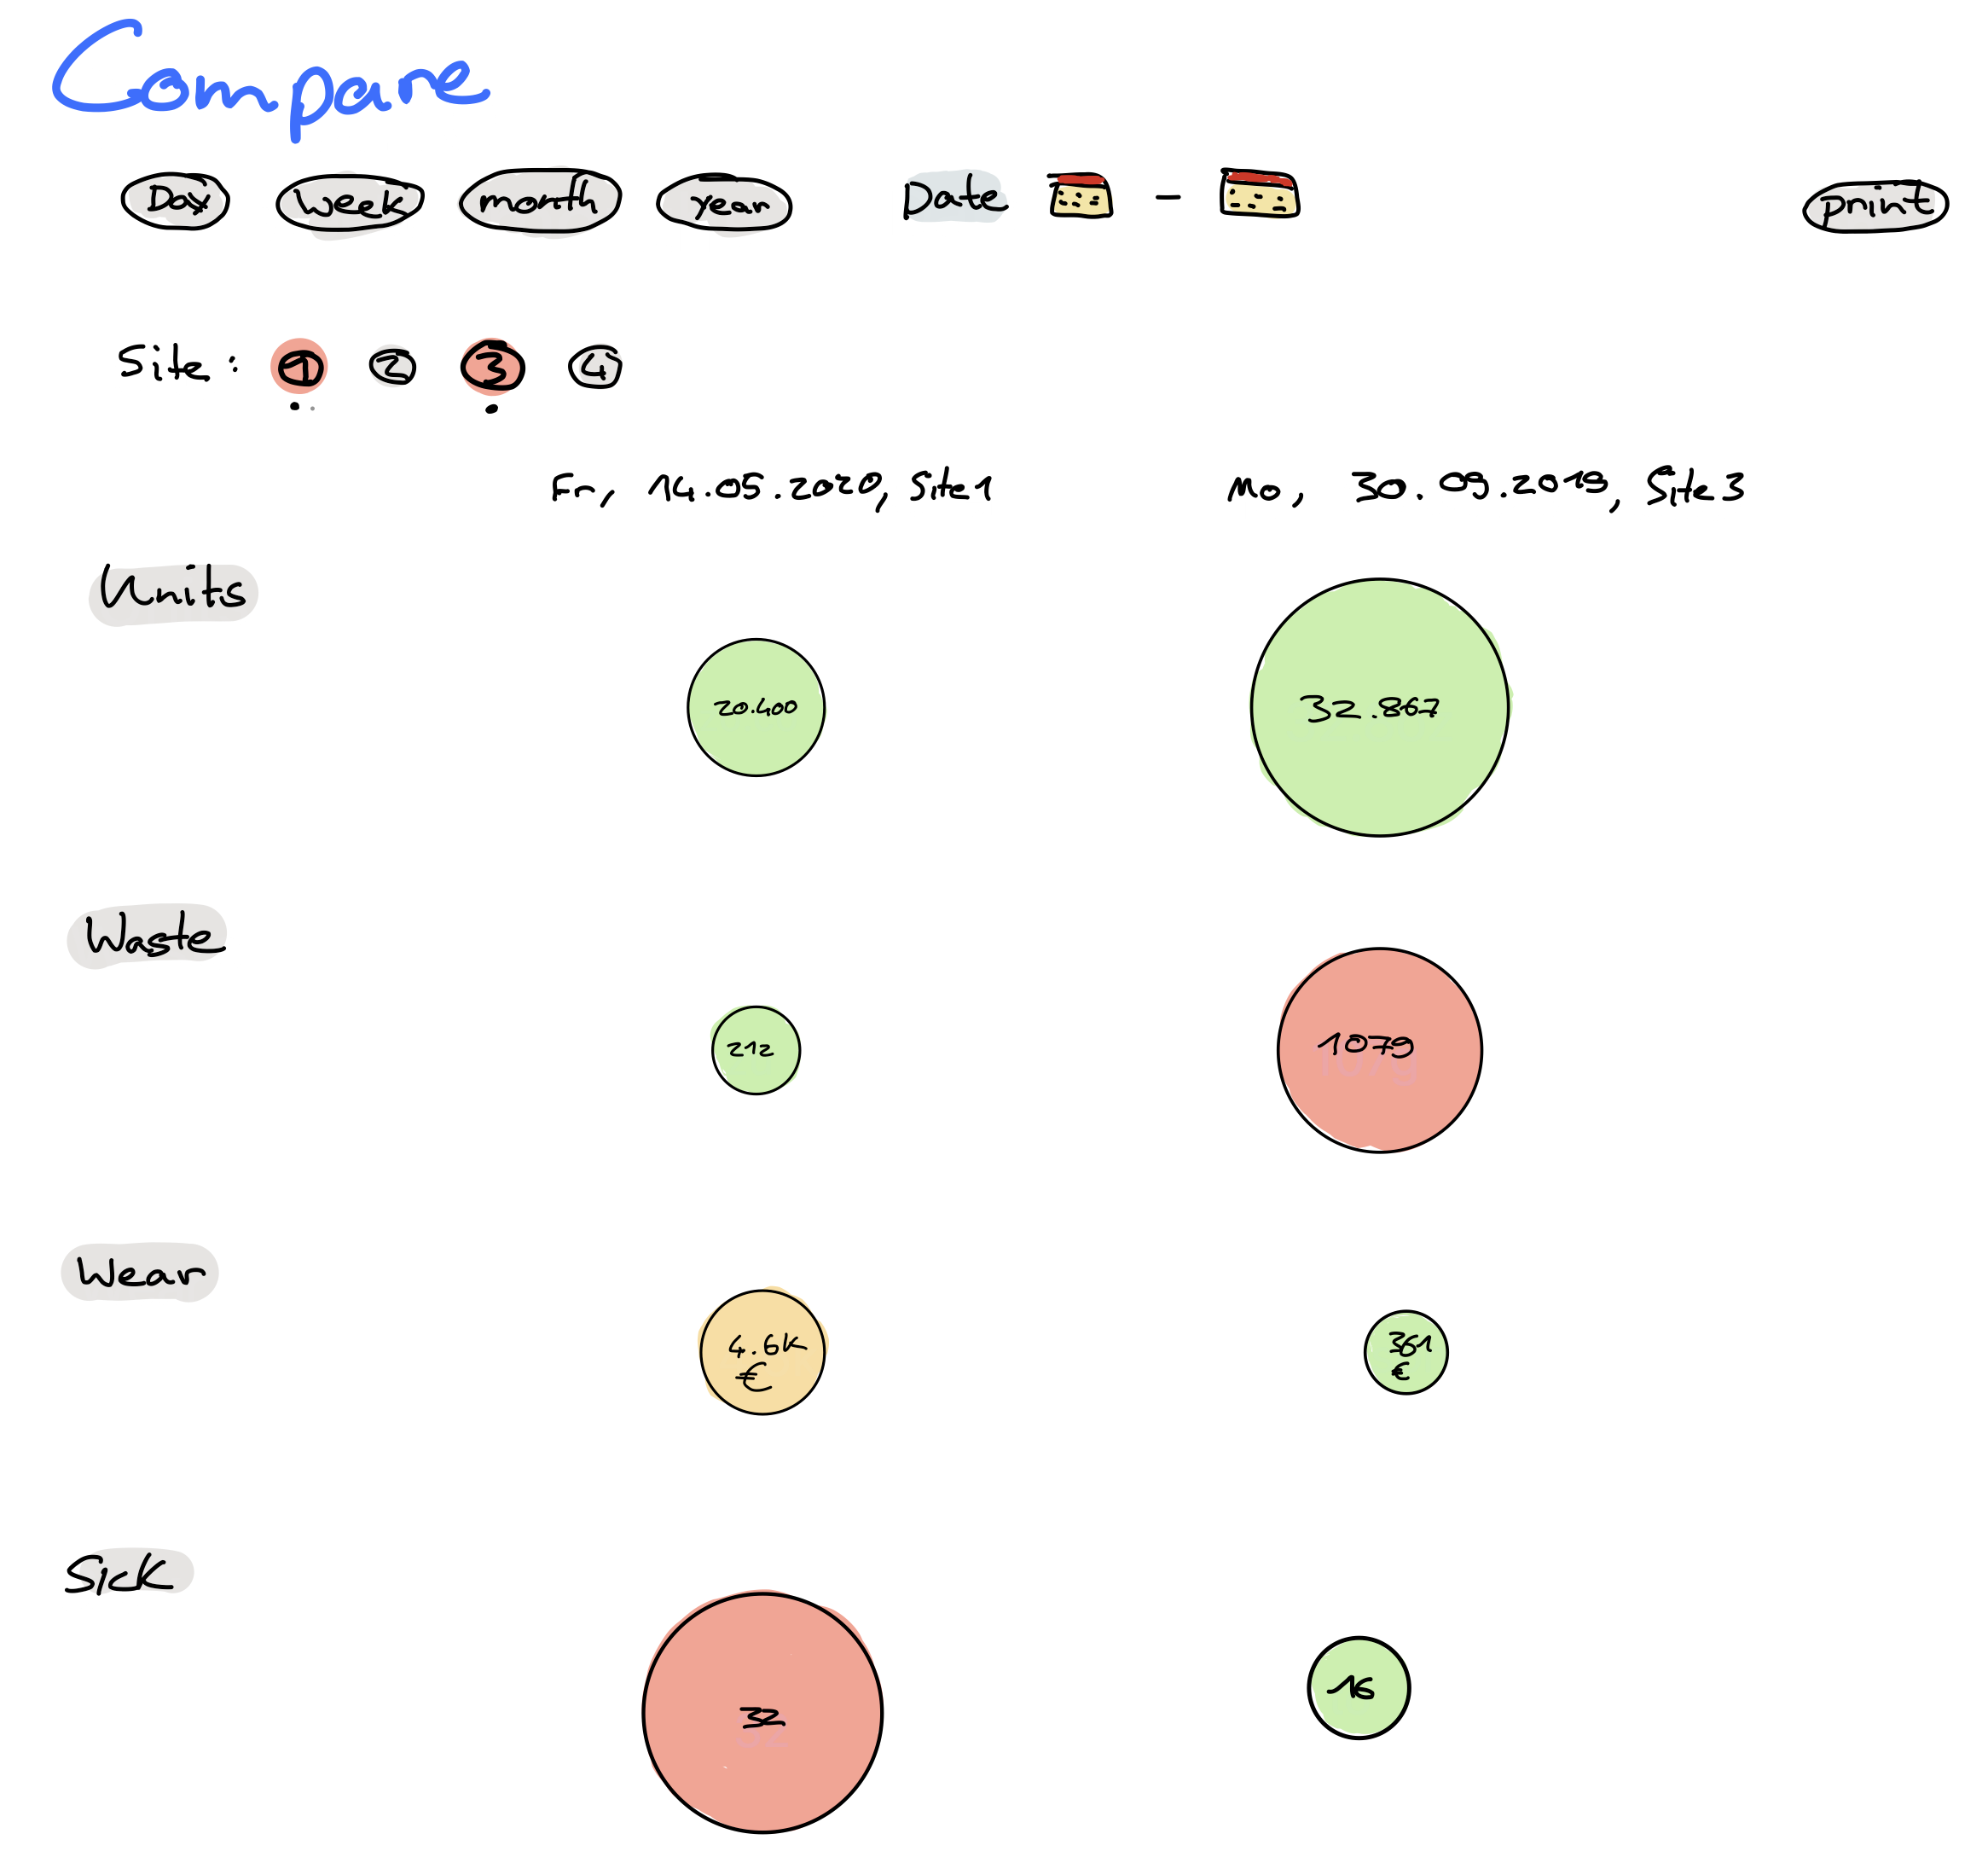 Compare
Day Week month year Date - Print
Site: 1 2 3 4
Fr, 14.05.2020, Site 1 Mo, 30.09.2019, Site 3
Units
20.400 32.867
Waste
212 1079
Wear
4.6k € 361 €
Sick
32 16